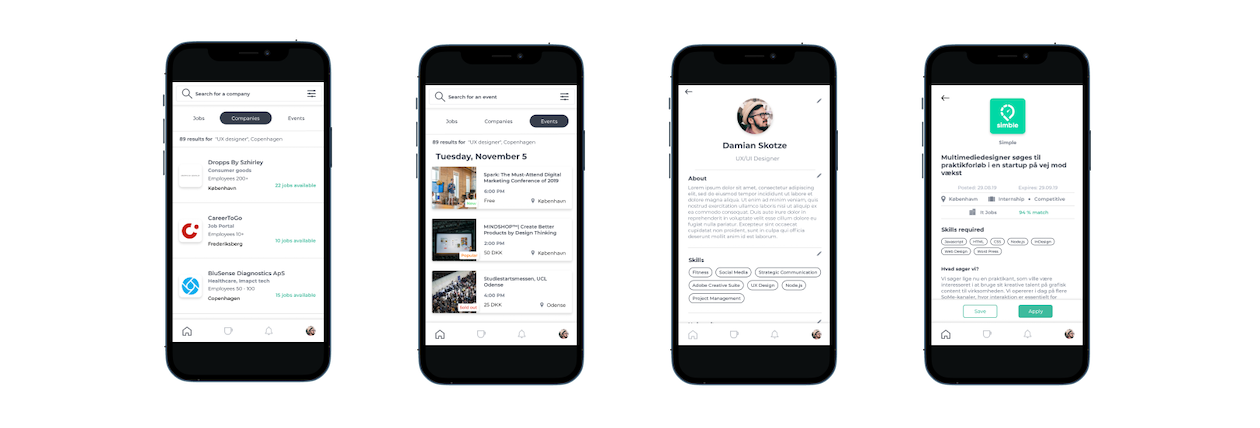 Search for a company
Jobs
Companies
Events
89 results for "UX designer", Copenhagen
Dropps By Szhirley
Consumer goods
Employees 200+
København
22 jobs available
CareerToGo
Job Portal
Employees 10+
Frederiksberg
10 jobs available
BluSense Diagnostics ApS
Healthcare, Imapct tech
Employees 50 - 100
Copenhagen
15 jobs available
Search for an event
Jobs
Companies
Events
89 results for "UX designer", Copenhagen
Tuesday, November 5
Spark: The Must-Attend Digital
Marketing Conference of 2019
6:00 PM
Free
København
MINDSHOP™| Create Better
Products by Design Thinking
2:00 PM
50 DKK
København
Studiestartsmessen, UCL
Odense
4:00 PM
25 DKK
Odense
Damian Skotze
UX/UI Designer
About
Lorem ipsum dolor sit amet, consectetur adipiscing
elit, sed do eiusmod tempor incididunt ut labore et
dolore magna aliqua. Ut enim ad minim veniam, quis
nostrud exercitation ullamco laboris nisi ut aliquip ex
ea commodo consequat. Duis aute irure dolor in
reprehenderit in voluptate velit esse cillum dolore eu
fugiat nulla pariatur. Excepteur sint occaecat
cupidatat non proident, sunt in culpa qui officia
deserunt mollit anim id est laborum.
Skills
Fitness
Social Media
Strategic Communication
Adobe Creative Suite
UX Design
Node.js
Project Management
simble
Simple
Multimediedesigner søges til
praktikforløb i en startup på vej mod
vækst
Posted: 28.08.19
Expires: 28.09.19
København
Internship
Competitive
11 Jobs
94 % match
Skills required
Javascript
HTML
CSS
Node.js
InDesign
Web Design
Word Press
Hvad søger vi?
Vi søger lige nu en praktikant, som ville være
interesseret i at bruge sit kreative talent på grafisk
content til virksomheden. Vi opererer i dag på flere
SoMe-kanaler, hvor interaktion er essentielt for
Save
Apply